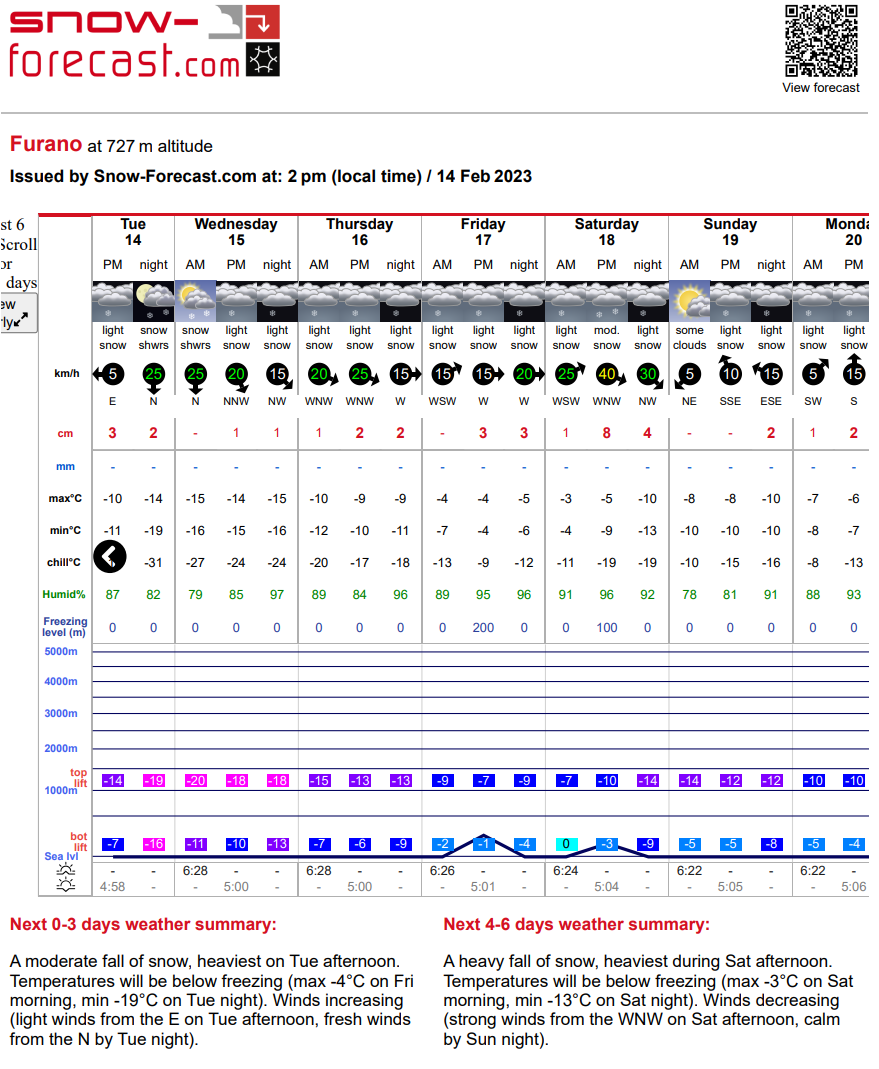 snow-
forecast.com
View forecast
Furano at 727 m altitude
Issued by Snow-Forecast.com at: 2 pm (local time) / 14 Feb 2023
st 6
Scroll
or
days
ew
rly
Tue Wednesday Thursday Friday Saturday Sunday Monda
14 15 16 17 18 19 20
PM night AM PM night AM PM night AM PM night AM PM night AM PM night AM PM
light snow snow light light light light light light light light light mod. light some light light light light
snow shwrs shwrs snow snow snow snow snow snow snow snow snow snow snow clouds snow snow snow snow
km/h 5 25 25 20 15 20 25 15 15 15 20 25 40 30 5 10 15 5 15
E N N NNW NW WNW WNW W WSW W W WSW WNW NW NE SSE ESE SW S
cm 3 2 - 1 1 1 2 2 - 3 3 1 8 4 - - 2 1 2
mm - - - - - - - - - - - - - - - - - - -
max°C -10 -14 -15 -14 -15 -10 -9 -9 -4 -4 -5 -3 -5 -10 -8 -8 -10 -7 -6
min°C -11 -19 -16 -15 -16 -12 -10 -11 -7 -4 -6 -4 -9 -13 -10 -10 -10 -8 -7
chill°C -31 -27 -24 -24 -20 -17 -18 -13 -9 -12 -11 -19 -19 -10 -15 -16 -8 -13
Humid% 87 82 79 85 97 89 84 96 89 95 96 91 96 92 78 81 91 88 93
Freezing
level (m) 0 0 0 0 0 0 0 0 0 200 0 0 100 0 0 0 0 0 0
5000m
4000m
3000m
2000m
top
lift -14 -19 -20 -18 -18 -15 -13 -13 -9 -7 -9 -7 -10 -14 -14 -12 -12 -10 -10
1000m
bot
lift -7 -16 -11 -10 -13 -7 -6 -9 -2 -1 -4 0 -3 -9 -5 -5 -8 -5 -4
Sea lvl
- - 6:28 - - 6:28 - - 6:26 - - 6:24 - - 6:22 - - 6:22 -
4:58 - - 5:00 - - 5:00 - - 5:01 - - 5:04 - - 5:05 - - 5:06
Next 0-3 days weather summary:
A moderate fall of snow, heaviest on Tue afternoon.
Temperatures will be below freezing (max -4°C on Fri
morning, min -19°C on Tue night). Winds increasing
(light winds from the E on Tue afternoon, fresh winds
from the N by Tue night).
Next 4-6 days weather summary:
A heavy fall of snow, heaviest during Sat afternoon.
Temperatures will be below freezing (max -3°C on Sat
morning, min -13°C on Sat night). Winds decreasing
(strong winds from the WNW on Sat afternoon, calm
by Sun night).